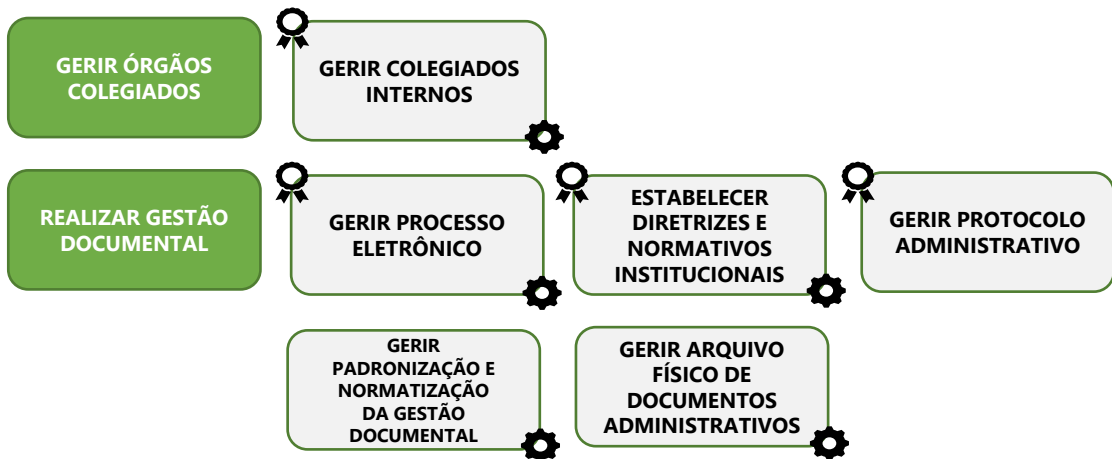 GERIR ÓRGÃOS
COLEGIADOS
GERIR COLEGIADOS
INTERNOS
REALIZAR GESTÃO
DOCUMENTAL
GERIR PROCESSO
ELETRÔNICO
ESTABELECER
DIRETRIZES E
NORMATIVOS
INSTITUCIONAIS
GERIR PROTOCOLO
ADMINISTRATIVO
GERIR
PADRONIZAÇÃO E
NORMATIZAÇÃO
DA GESTÃO
DOCUMENTAL
GERIR ARQUIVO
FÍSICO DE
DOCUMENTOS
ADMINISTRATIVOS